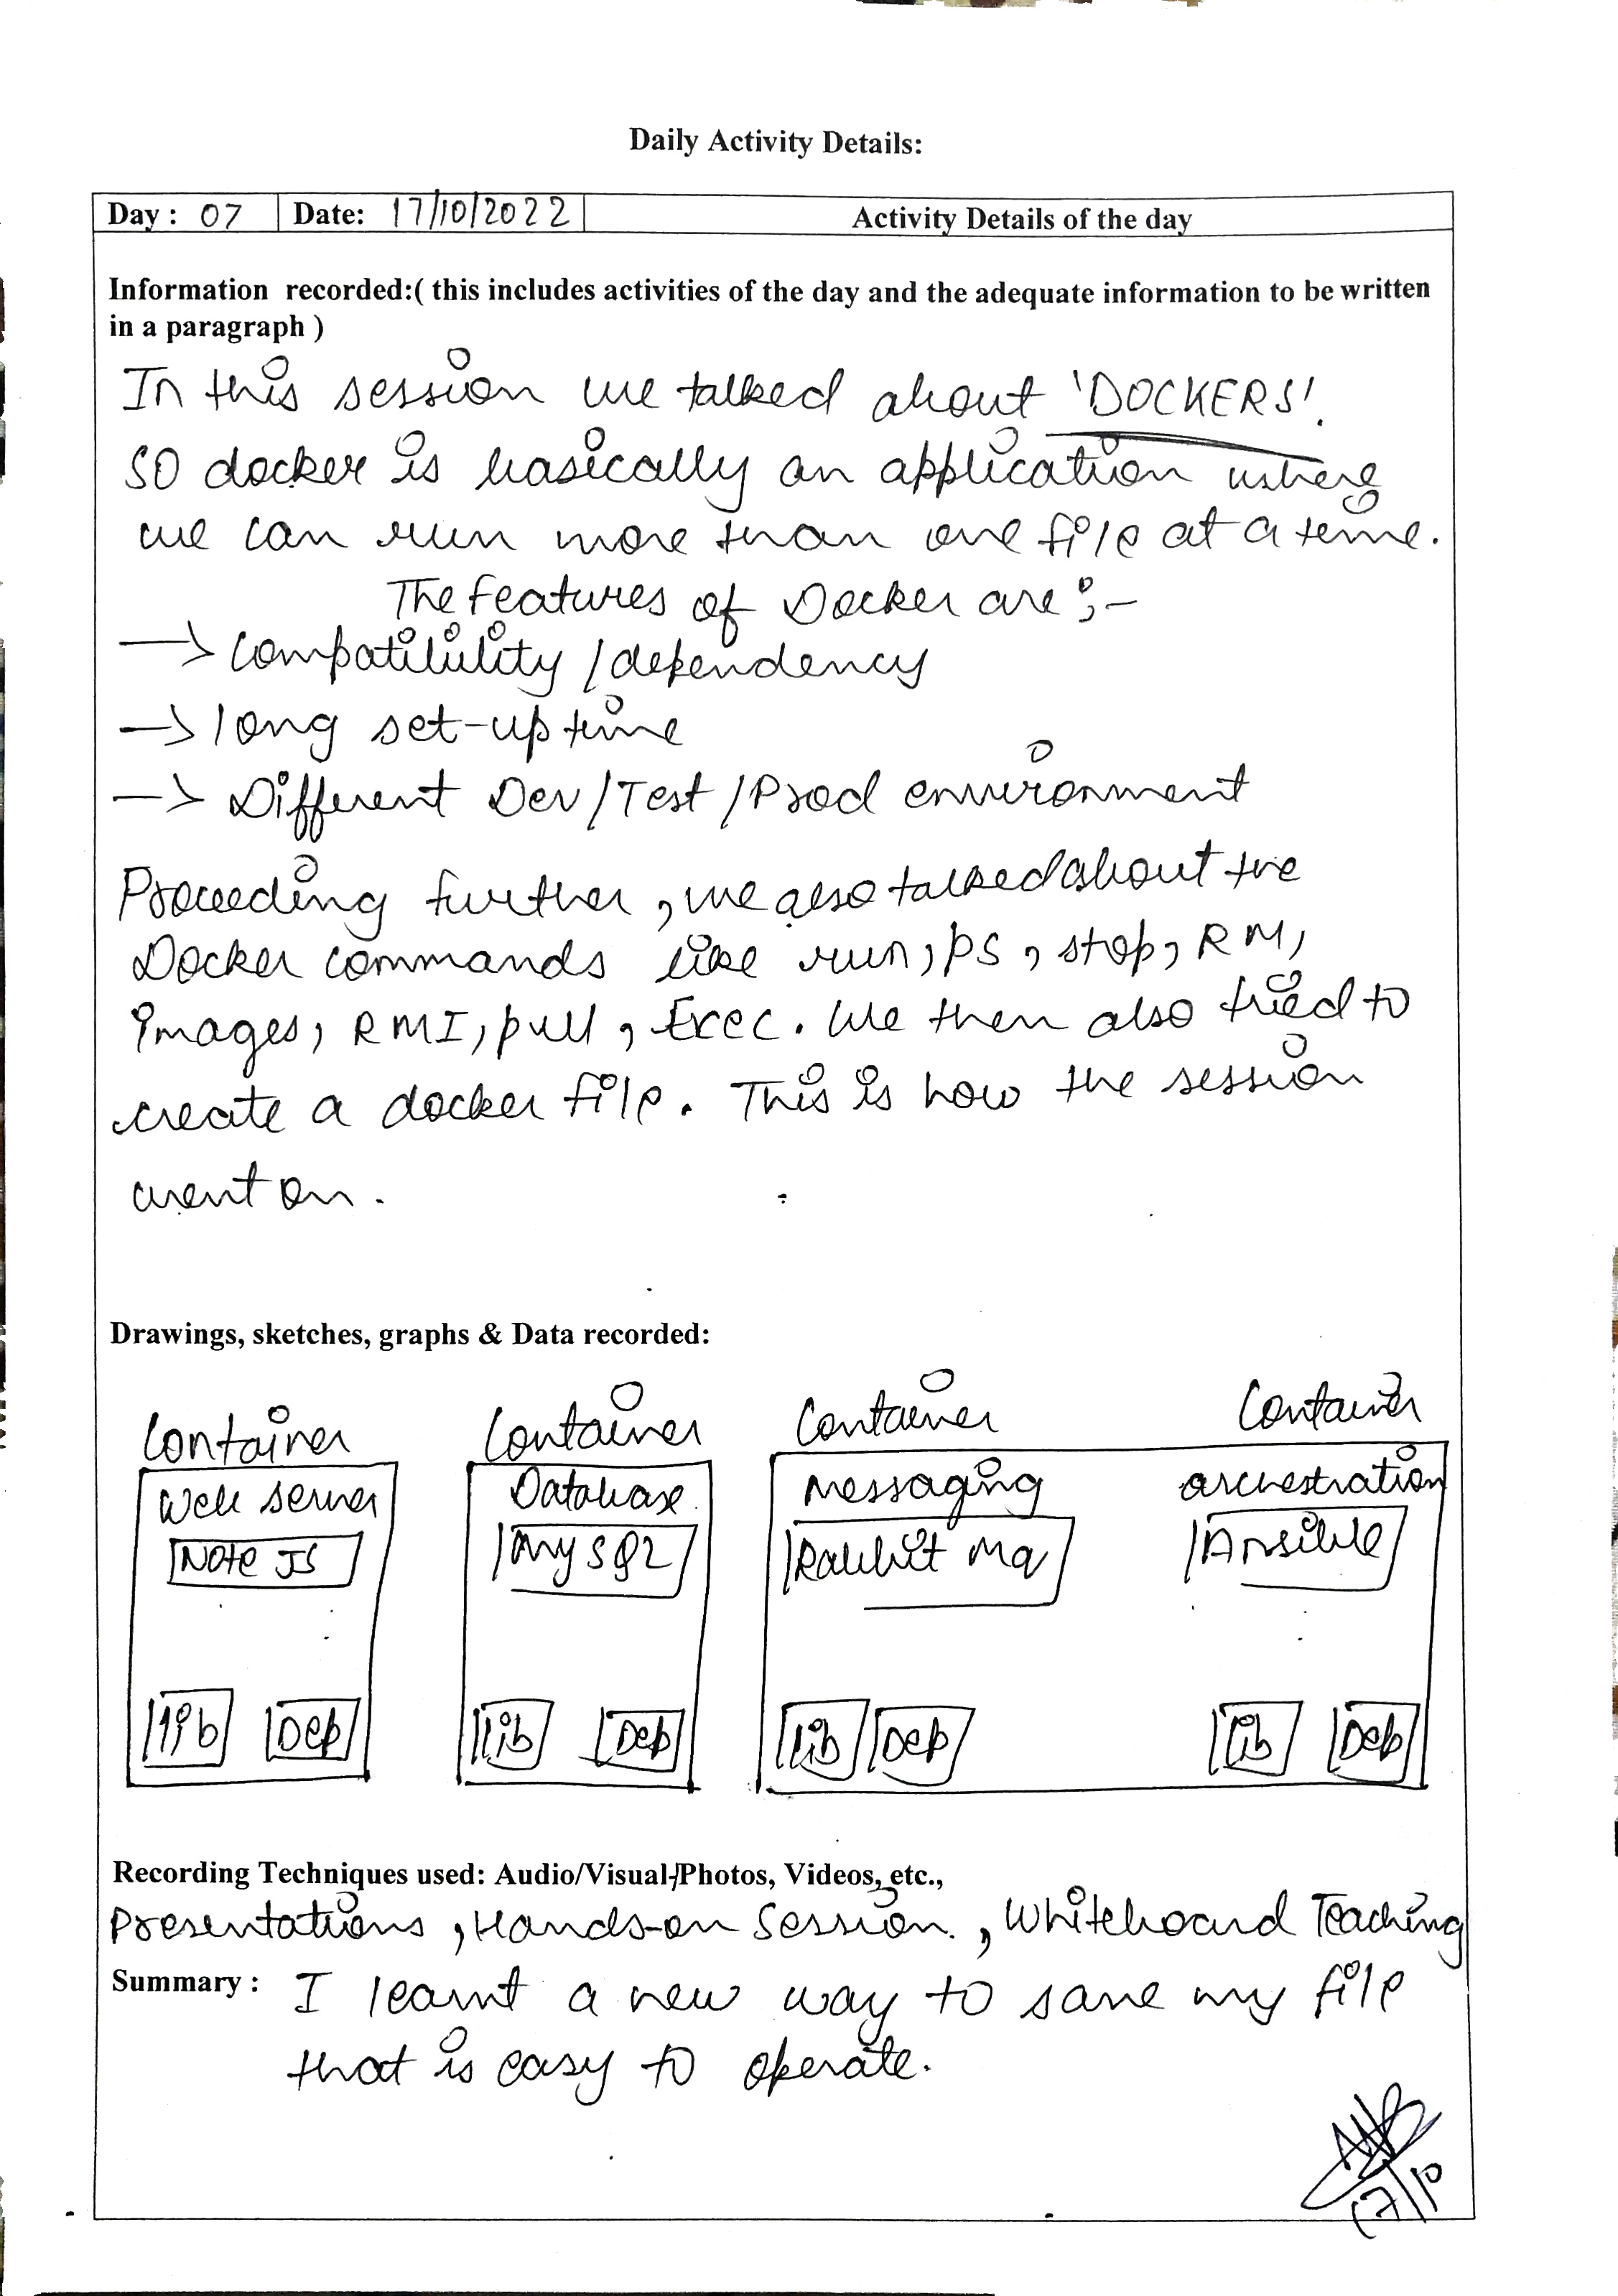 Daily Activity Details:
Day : 07 Date: 17/10/2022 Activity Details of the day
Information recorded:( this includes activities of the day and the adequate information to be written
in a paragraph )
In this session we talked about 'DOCKERS'.
SO docker is basically an application where
we can run more than one file at a time.
The features of Docker are ;-
-> compatibility / dependency
-> long set-up time
-> Different Dev/Test/Prod environment
Proceeding further, we also talked about the
Docker commands like run, PS, stop, RM,
images, RMI, pull, Exec. We then also tried to
create a docker file. This is how the session
went on.
Drawings, sketches, graphs & Data recorded:
Container Container Container Container
Web server Database Messaging orchestration
Note JS My SQL Rabbit Mq Ansible
lib Dep lib Dep Lib Dep Lib Dep
Recording Techniques used: Audio/Visual-/Photos, Videos, etc.,
Presentations, Hands-on Session, Whiteboard Teaching
Summary : I learnt a new way to save my file
that is easy to operate.
17/10